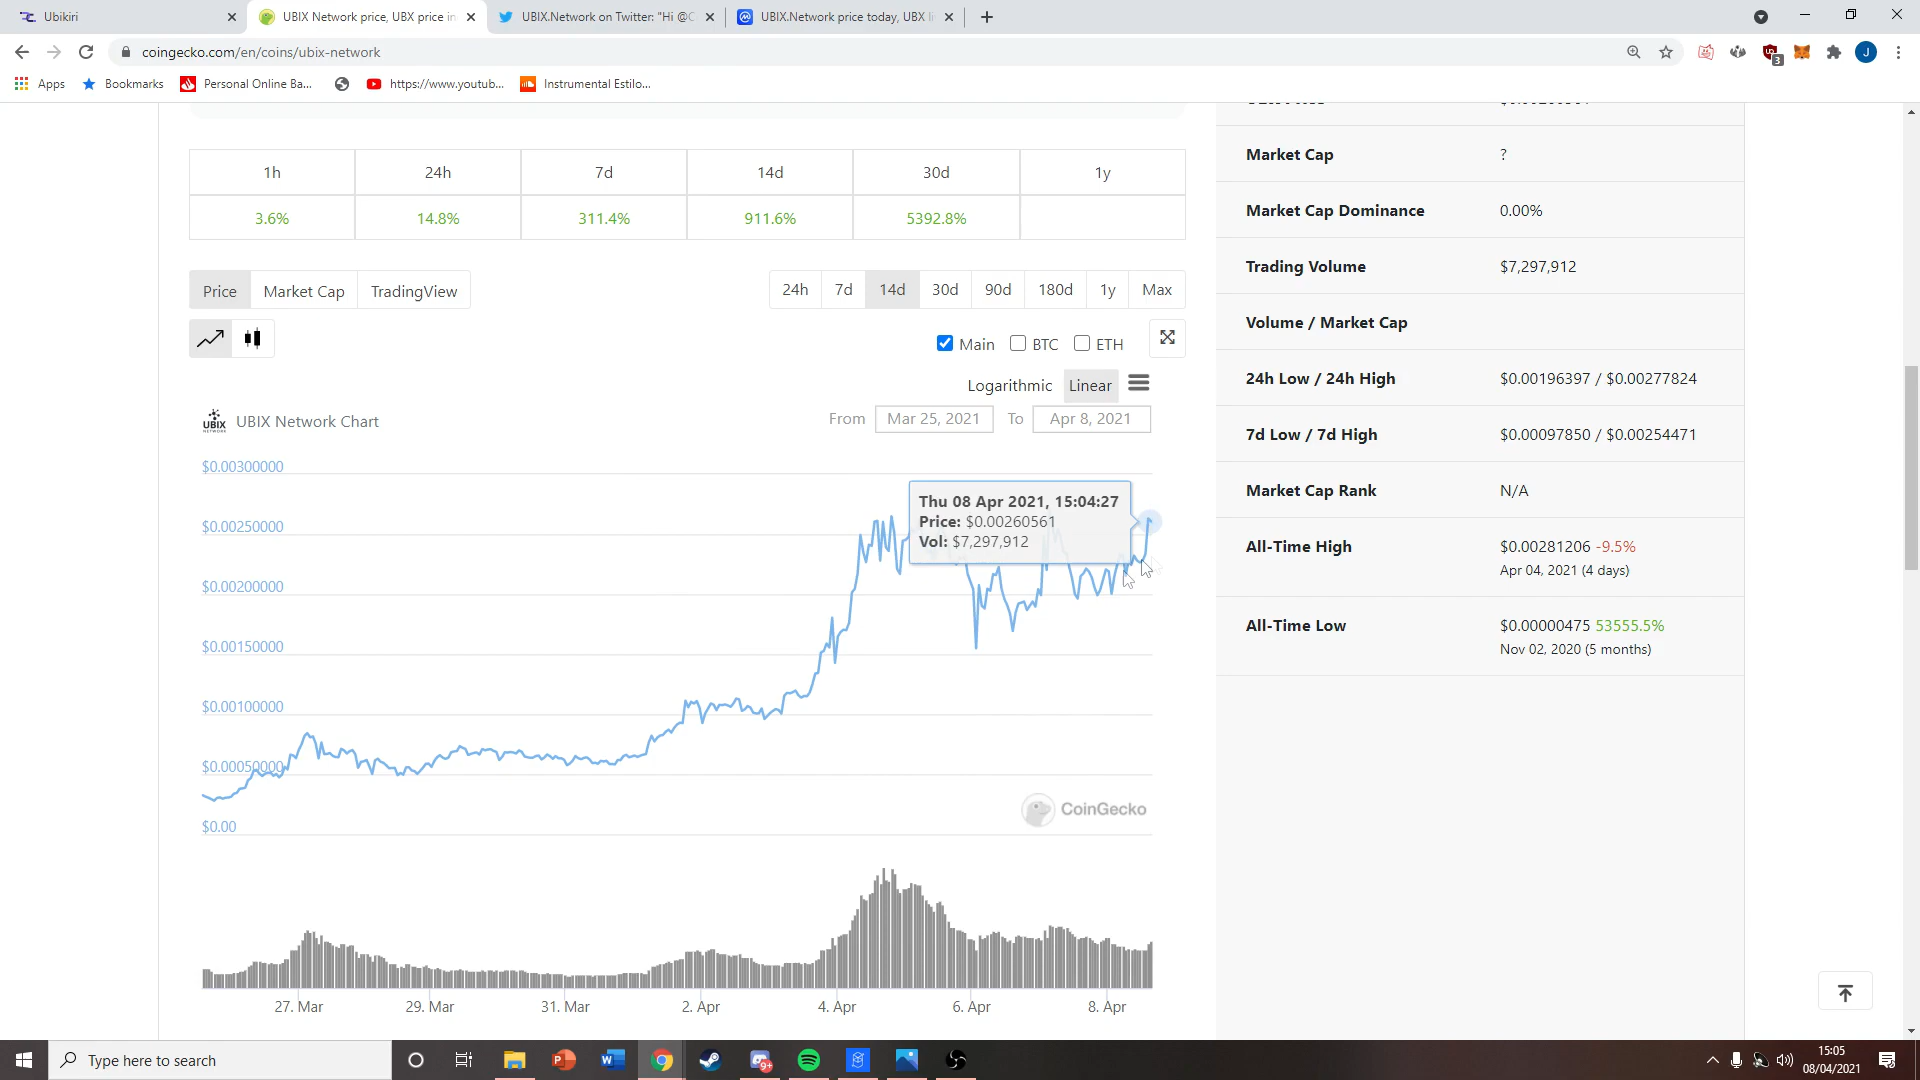 Ubikiri
UBIX Network price, UBX price in
UBIX.Network on Twitter: "Hi @C
UBIX.Network price today, UBX li
coingecko.com/en/coins/ubix-network
3
J
Apps
Bookmarks
Personal Online Ba...
https://www.youtub...
Instrumental Estilo...
1h
24h
7d
14d
30d
1y
3.6%
14.8%
311.4%
911.6%
5392.8%
Price
Market Cap
TradingView
24h
7d
14d
30d
90d
180d
1y
Max
Main
BTC
ETH
Logarithmic
Linear
UBIX
NETWORK
UBIX Network Chart
From
Mar 25, 2021
To
Apr 8, 2021
$0.00300000
$0.00250000
$0.00200000
$0.00150000
$0.00100000
$0.00050000
$0.00
Thu 08 Apr 2021, 15:04:27
Price: $0.00260561
Vol: $7,297,912
CoinGecko
27. Mar
29. Mar
31. Mar
2. Apr
4. Apr
6. Apr
8. Apr
Market Cap
?
Market Cap Dominance
0.00%
Trading Volume
$7,297,912
Volume / Market Cap
24h Low / 24h High
$0.00196397 / $0.00277824
7d Low / 7d High
$0.00097850 / $0.00254471
Market Cap Rank
N/A
All-Time High
$0.00281206 -9.5%
Apr 04, 2021 (4 days)
All-Time Low
$0.00000475 53555.5%
Nov 02, 2020 (5 months)
Type here to search
9+
15:05
08/04/2021